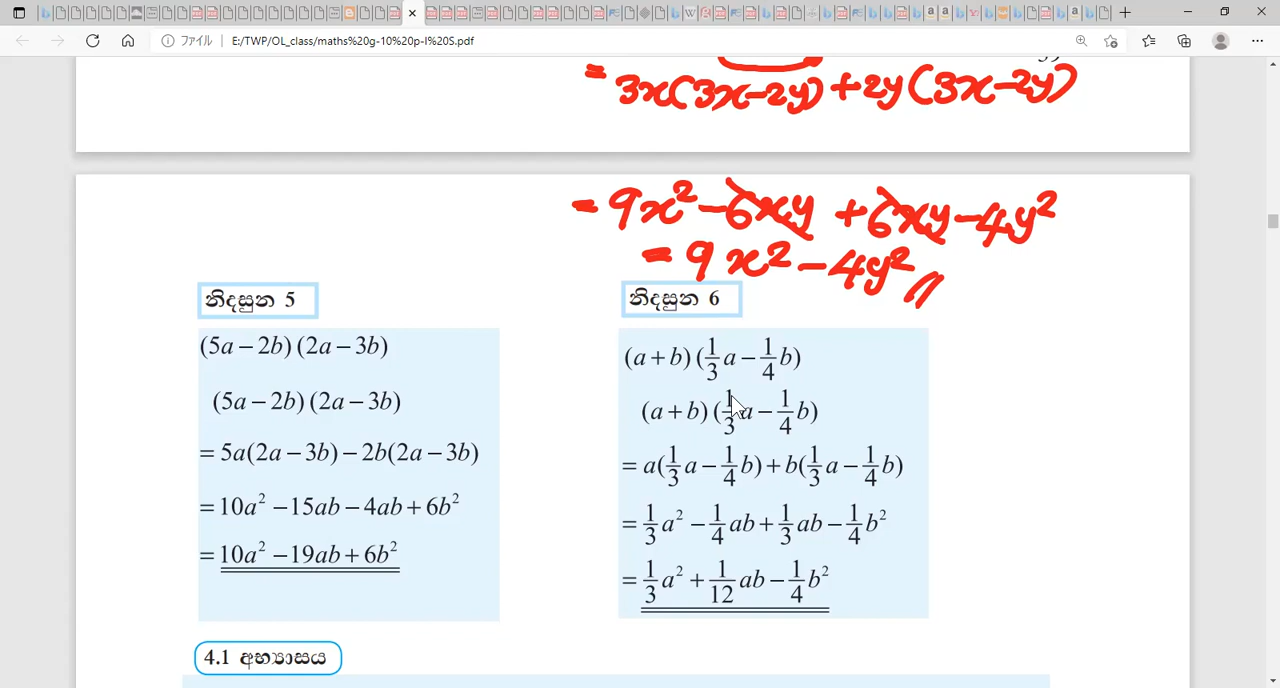 ファイル E:/TWP/OL_class/maths%20g-10%20p-I%20S.pdf
= 3x(3x-2y) + 2y(3x-2y)
= 9x² - 6xy + 6xy - 4y²
= 9x² - 4y²
නිදසුන 5
(5a − 2b) (2a − 3b)
(5a − 2b) (2a − 3b)
= 5a(2a − 3b) − 2b(2a − 3b)
= 10a² − 15ab − 4ab + 6b²
= 10a² − 19ab + 6b²
නිදසුන 6
(a + b) (1/3 a − 1/4 b)
(a + b) (1/3 a − 1/4 b)
= a(1/3 a − 1/4 b) + b(1/3 a − 1/4 b)
= 1/3 a² − 1/4 ab + 1/3 ab − 1/4 b²
= 1/3 a² + 1/12 ab − 1/4 b²
4.1 අභ්‍යාසය